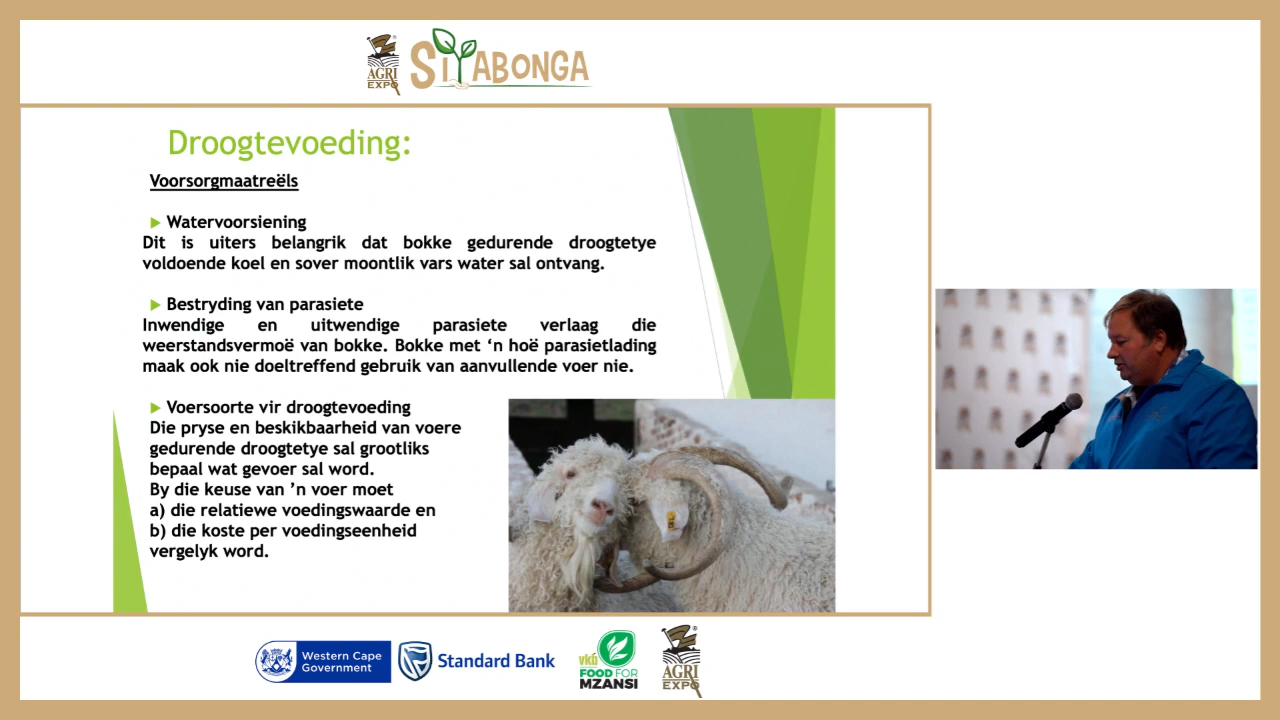 AGRI
EXPO
®
SIYABONGA
Droogtevoeding:
Voorsorgmaatreëls
Watervoorsiening
Dit is uiters belangrik dat bokke gedurende droogtetye
voldoende koel en sover moontlik vars water sal ontvang.
Bestryding van parasiete
Inwendige en uitwendige parasiete verlaag die
weerstandsvermoë van bokke. Bokke met ‘n hoë parasietlading
maak ook nie doeltreffend gebruik van aanvullende voer nie.
Voersoorte vir droogtevoeding
Die pryse en beskikbaarheid van voere
gedurende droogtetye sal grootliks
bepaal wat gevoer sal word.
By die keuse van ’n voer moet
a) die relatiewe voedingswaarde en
b) die koste per voedingseenheid
vergelyk word.
Western Cape
Government
Standard Bank
vkb
FOOD FOR
MZANSI
AGRI
EXPO
®